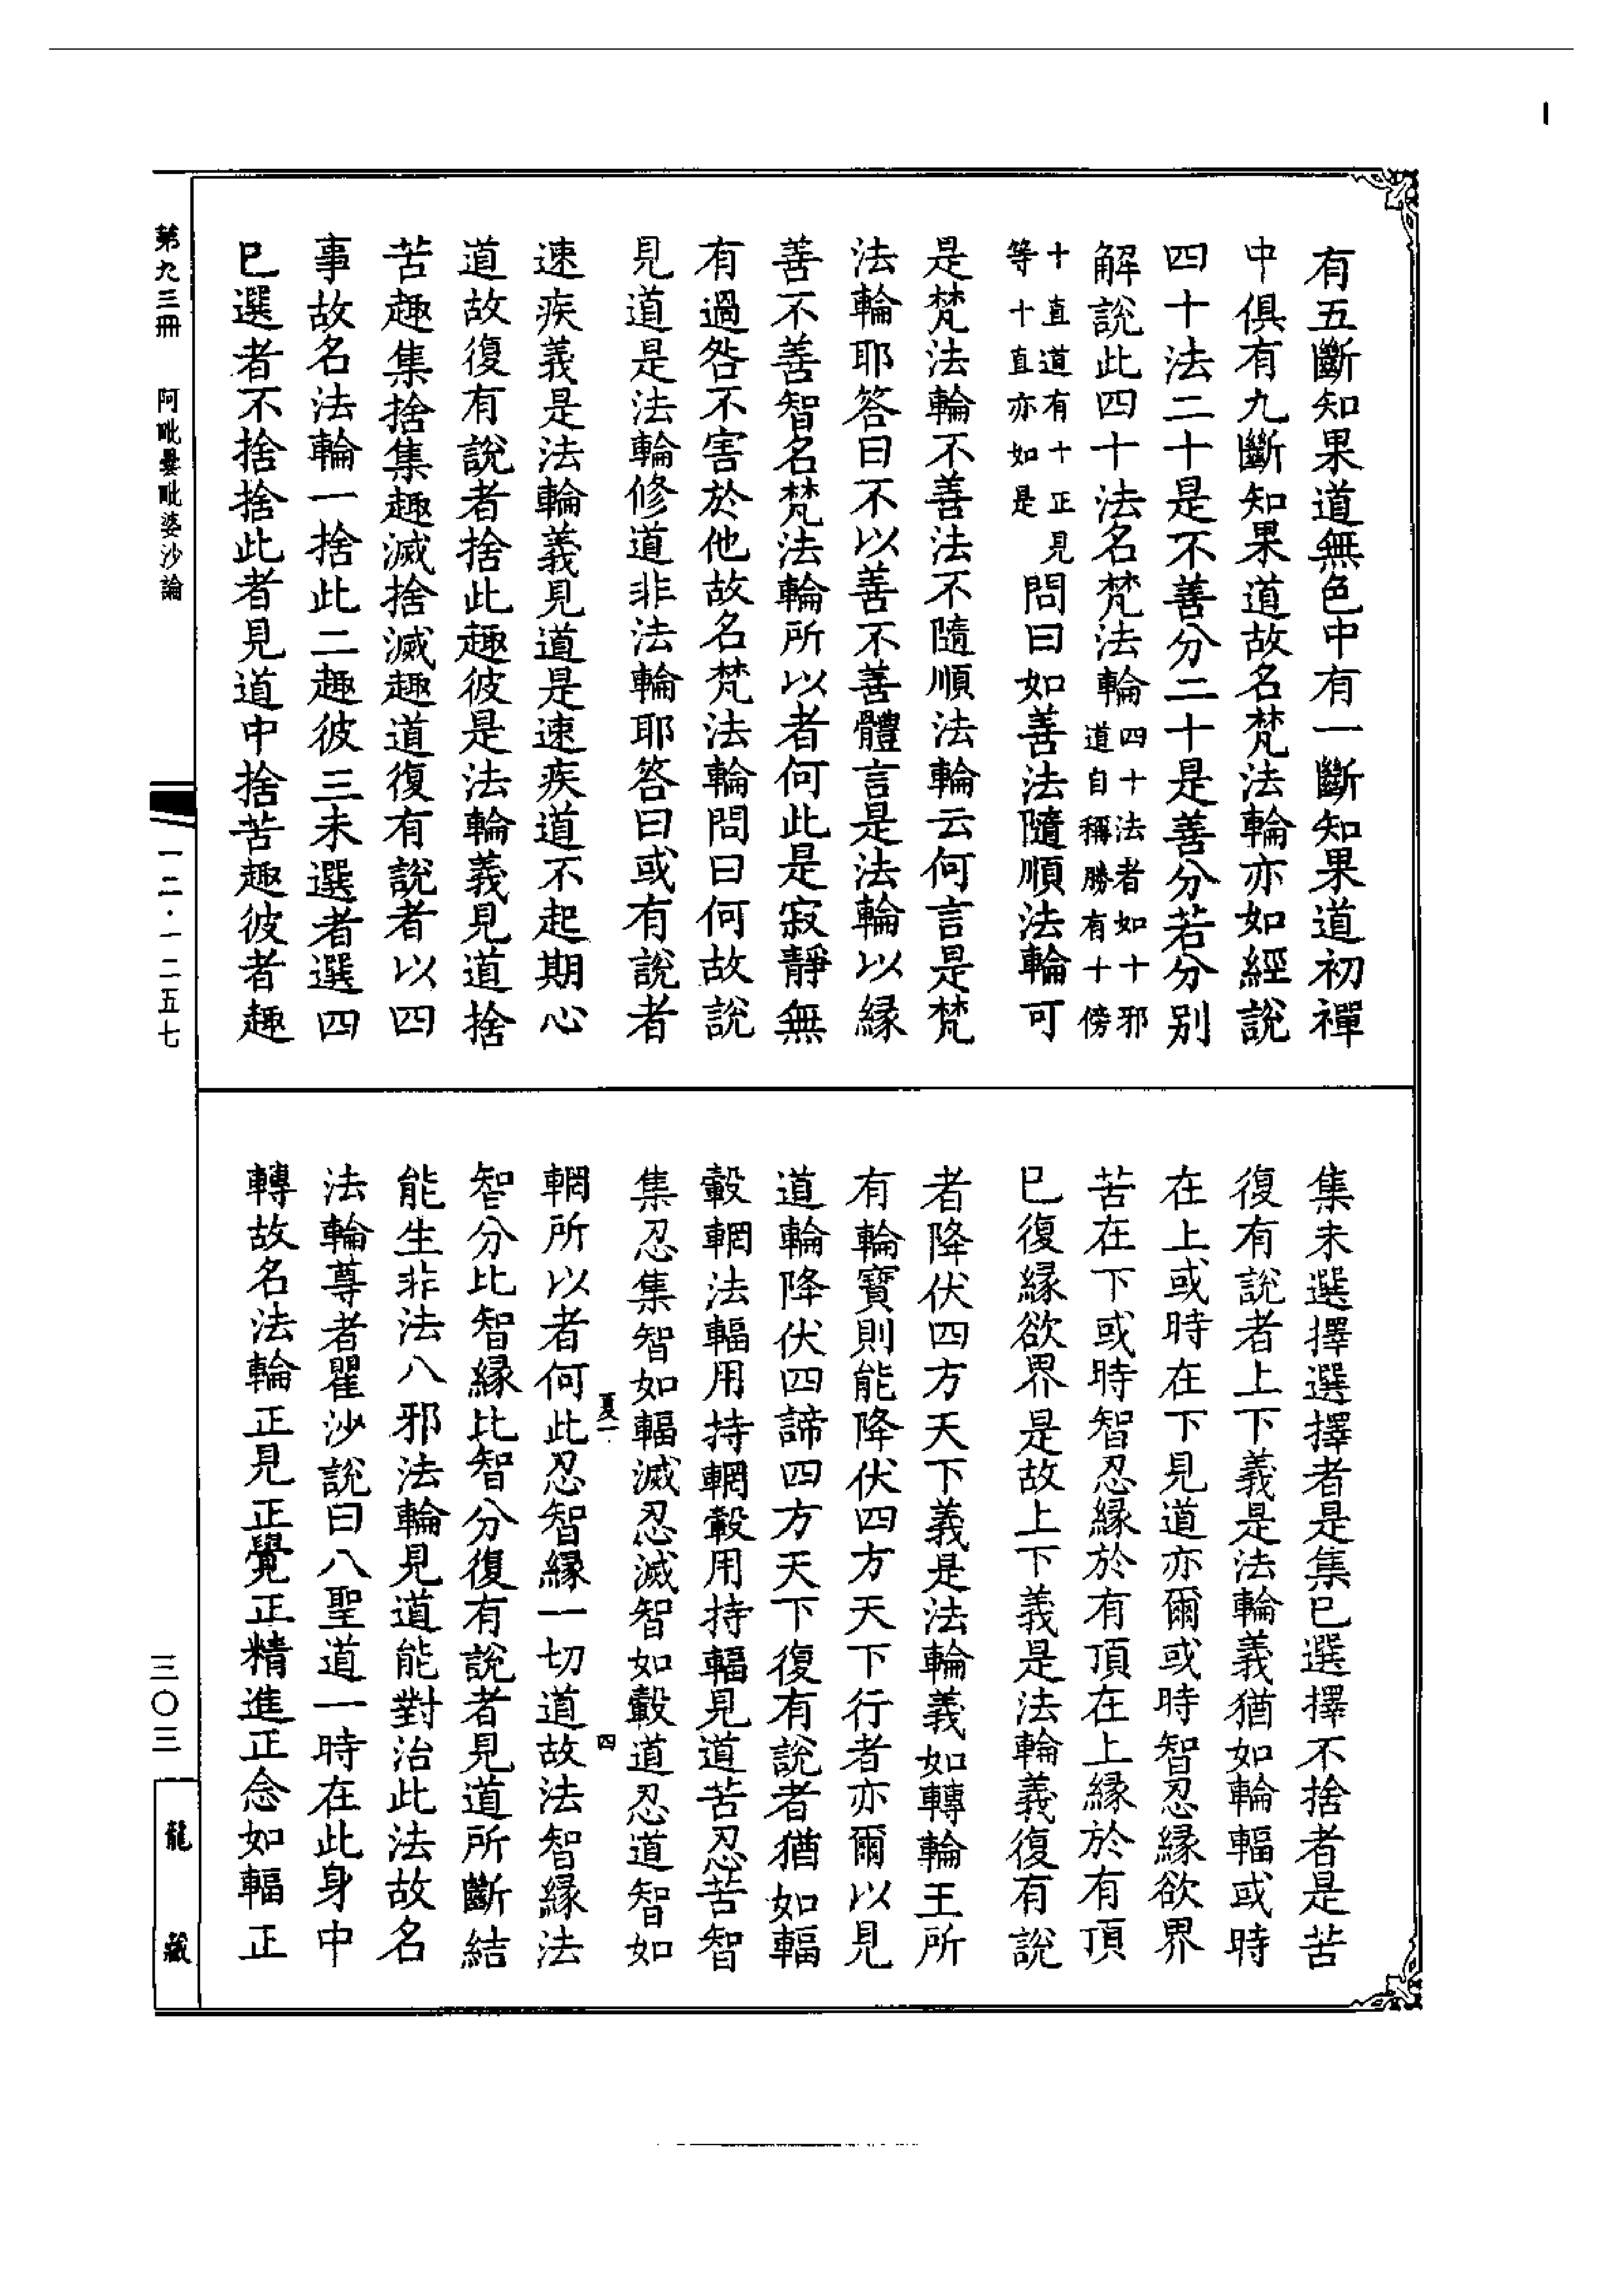 有五斷知果道無色中有一斷知果道初禪
中俱有九斷知果道故名梵法輪亦如經說
四十法二十是不善分二十是善分若分別
解說此四十法名梵法輪四十法者如十邪道自稱勝有十傍
十直道有十正見等十直亦如是問曰如善法隨順法輪可
是梵法輪不善法不隨順法輪云何言是梵
法輪耶答曰不以善不善體言是法輪以緣
善不善智名梵法輪所以者何此是寂靜無
有過咎不害於他故名梵法輪問曰何故說
見道是法輪修道非法輪耶答曰或有說者
速疾義是法輪義見道是速疾道不起期心
道故復有說者捨此趣彼是法輪義見道捨
苦趣集捨集趣滅捨滅趣道復有說者以四
事故名法輪一捨此二趣彼三未選者選四
已選者不捨捨此者見道中捨苦趣彼者趣
集未選擇選擇者是集已選擇不捨者是苦
復有說者上下義是法輪義猶如輪輻或時
在上或時在下見道亦爾或時智忍緣欲界
苦在下或時智忍緣於有頂在上緣於有頂
已復緣欲界是故上下義是法輪義復有說
者降伏四方天下義是法輪義如轉輪王所
有輪寶則能降伏四方天下行者亦爾以見
道輪降伏四諦四方天下復有說者猶如輻
轂輞法輻用持輞轂用持輻見道苦忍苦智
集忍集智如輻滅忍滅智如轂道忍道智如
夏一 四
輞所以者何此忍智緣一切道故法智緣法
智分比智緣比智分復有說者見道所斷結
能生非法八邪法輪見道能對治此法故名
法輪尊者瞿沙說曰八聖道一時在此身中
轉故名法輪正見正覺正精進正念如輻正
第九三冊 阿毗曇毗婆沙論
一二·一二五七
三〇三
龍藏